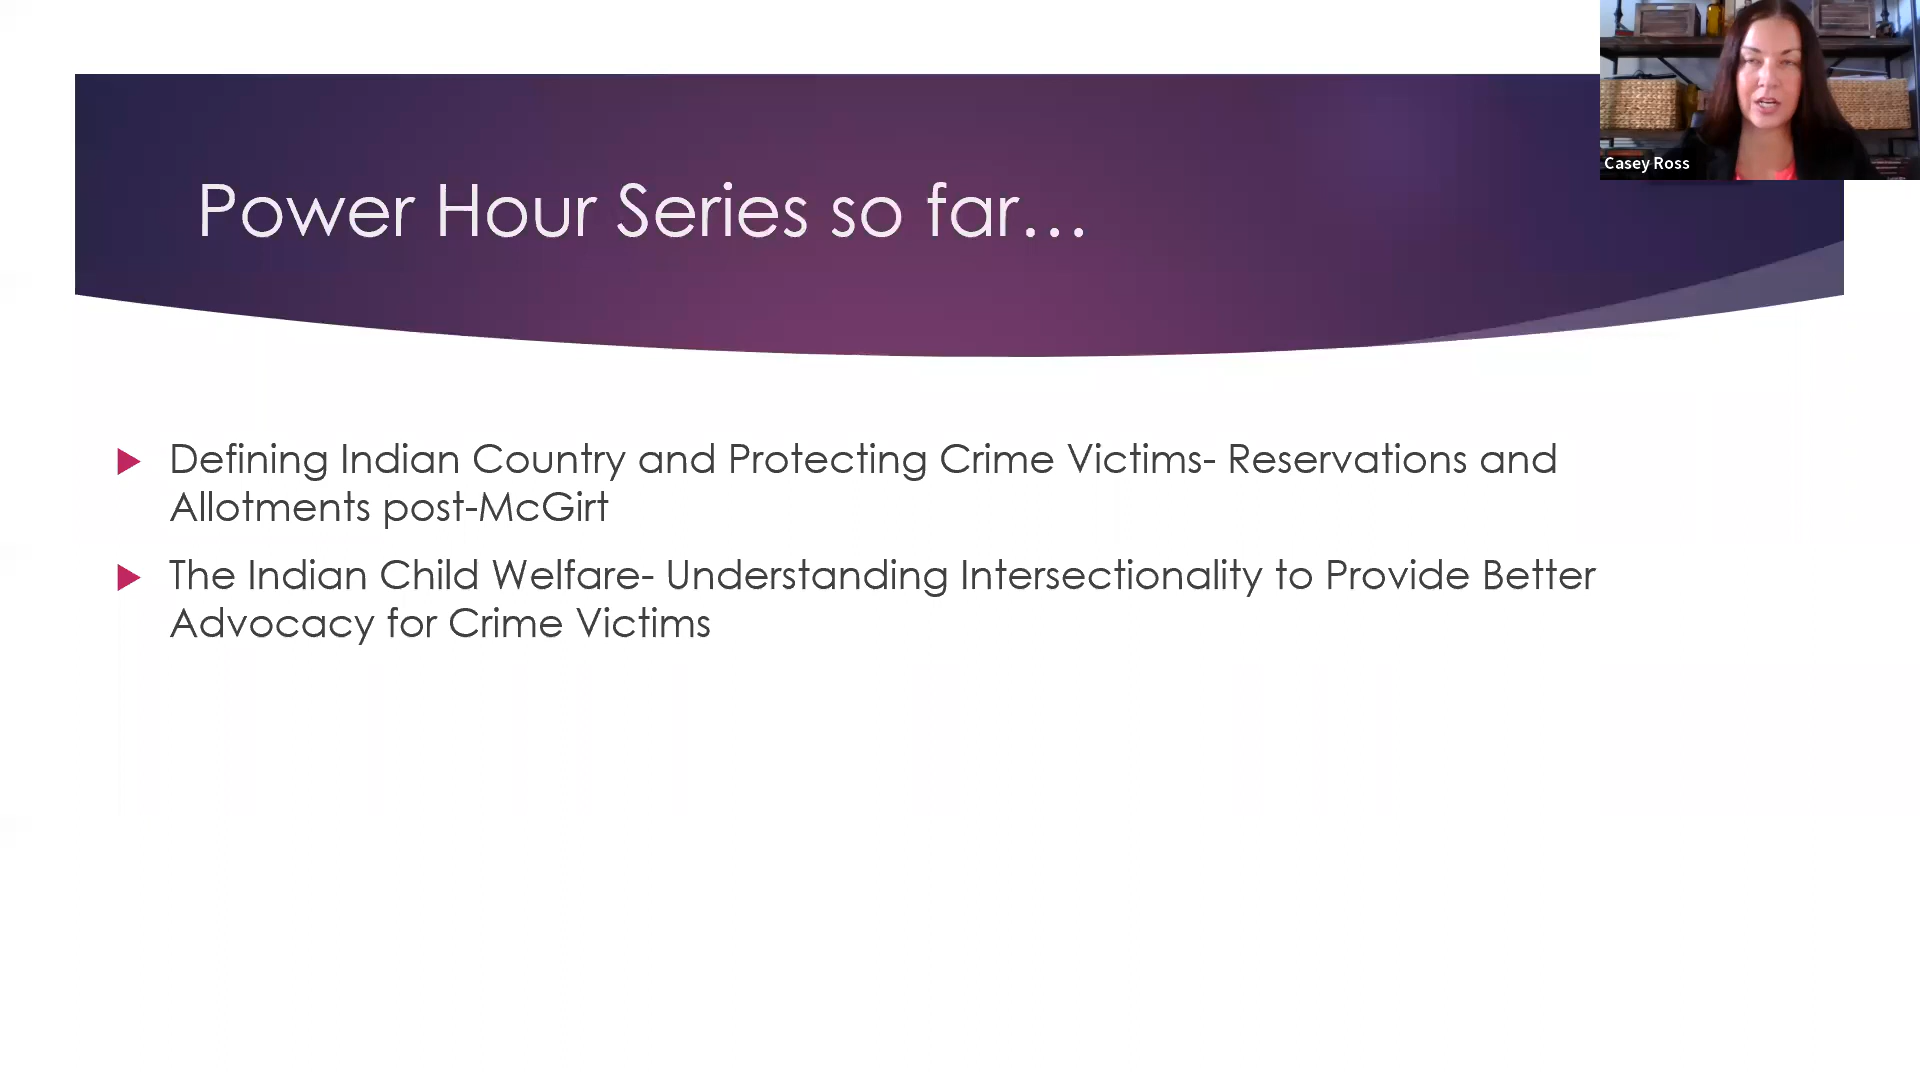 Casey Ross
Power Hour Series so far...
Defining Indian Country and Protecting Crime Victims- Reservations and
Allotments post-McGirt
The Indian Child Welfare- Understanding Intersectionality to Provide Better
Advocacy for Crime Victims